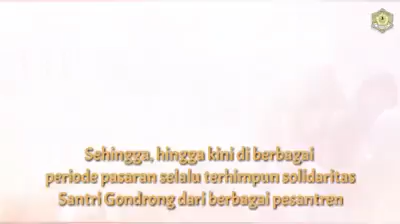 Sehingga, hingga kini di berbagai
periode pasaran selalu terhimpun solidaritas
Santri Gondrong dari berbagai pesantren